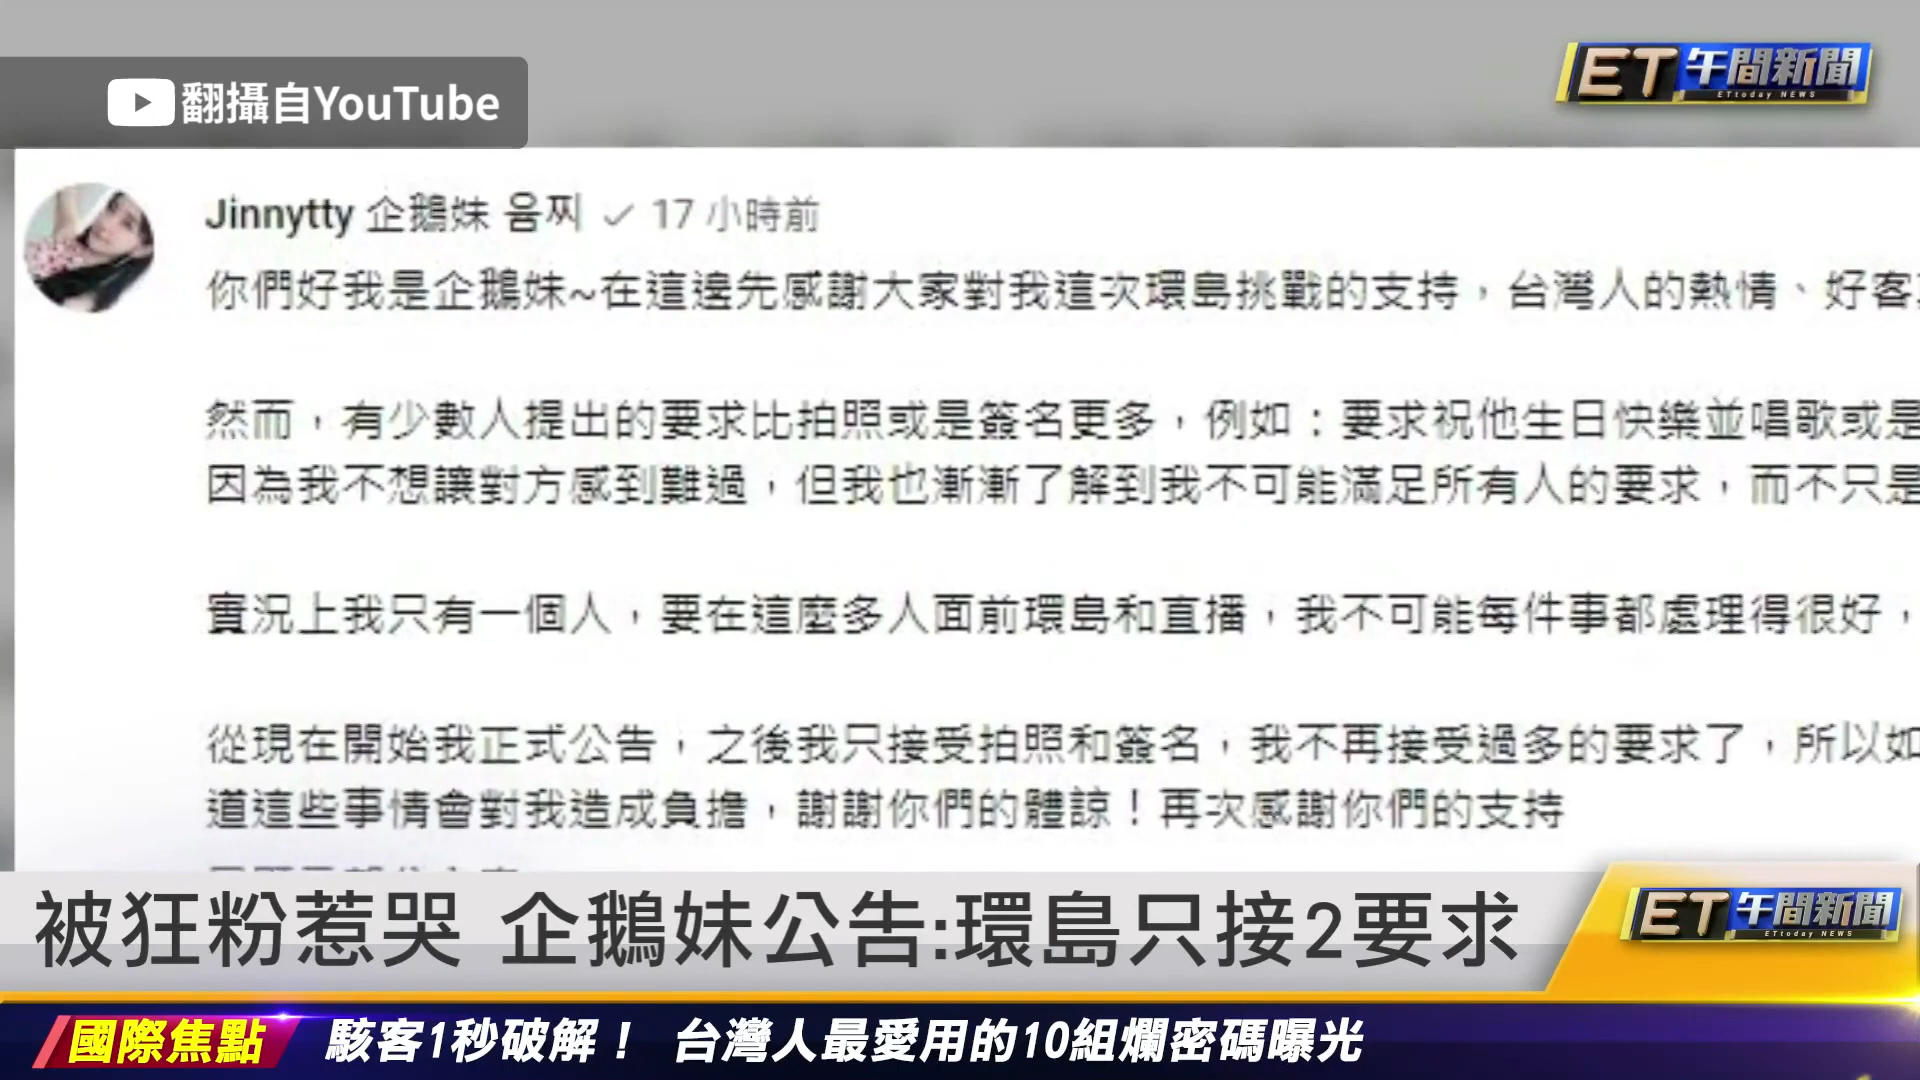 翻攝自YouTube
ET午間新聞
ETtoday NEWS
Jinnytty 企鵝妹 욤찌 ✓ 17 小時前
你們好我是企鵝妹~在這邊先感謝大家對我這次環島挑戰的支持，台灣人的熱情、好客
然而，有少數人提出的要求比拍照或是簽名更多，例如：要求祝他生日快樂並唱歌或是
因為我不想讓對方感到難過，但我也漸漸了解到我不可能滿足所有人的要求，而不只是
實況上我只有一個人，要在這麼多人面前環島和直播，我不可能每件事都處理得很好，
從現在開始我正式公告，之後我只接受拍照和簽名，我不再接受過多的要求了，所以如
道這些事情會對我造成負擔，謝謝你們的體諒！再次感謝你們的支持
被狂粉惹哭 企鵝妹公告:環島只接2要求
ET午間新聞
ETtoday NEWS
國際焦點 駭客1秒破解！ 台灣人最愛用的10組爛密碼曝光